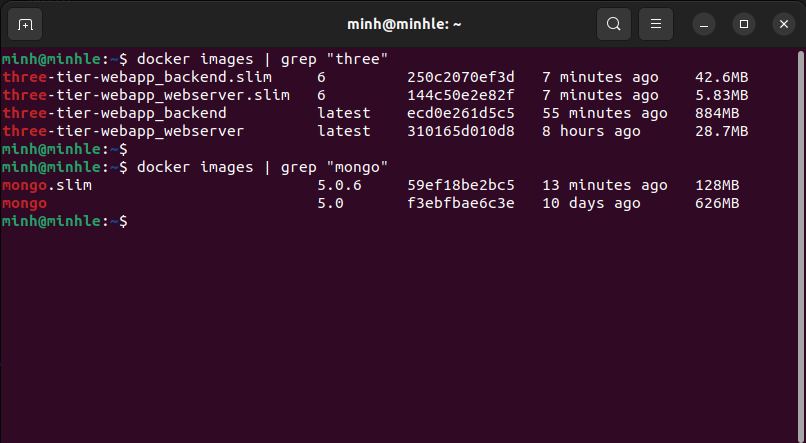 minh@minhle: ~
minh@minhle:~$ docker images | grep "three"
three-tier-webapp_backend.slim     6         250c2070ef3d   7 minutes ago    42.6MB
three-tier-webapp_webserver.slim   6         144c50e2e82f   7 minutes ago    5.83MB
three-tier-webapp_backend          latest    ecd0e261d5c5   55 minutes ago   884MB
three-tier-webapp_webserver        latest    310165d010d8   8 hours ago      28.7MB
minh@minhle:~$
minh@minhle:~$ docker images | grep "mongo"
mongo.slim                         5.0.6     59ef18be2bc5   13 minutes ago   128MB
mongo                              5.0       f3ebfbae6c3e   10 days ago      626MB
minh@minhle:~$